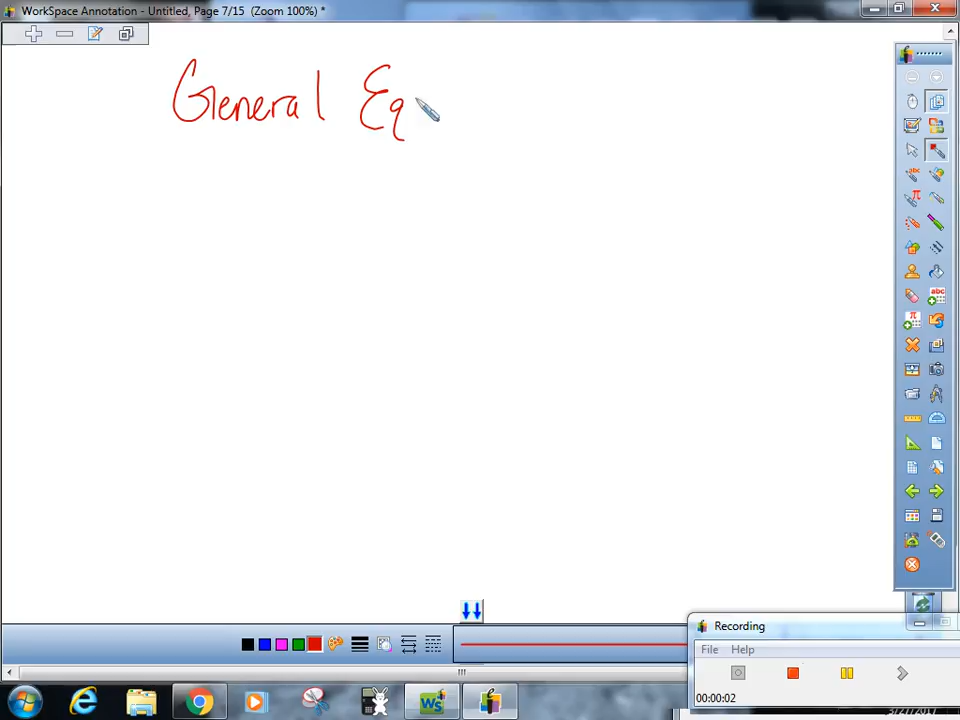 WorkSpace Annotation - Untitled, Page 7/15 (Zoom 100%) *
General Eq
Recording
File Help
00:00:02